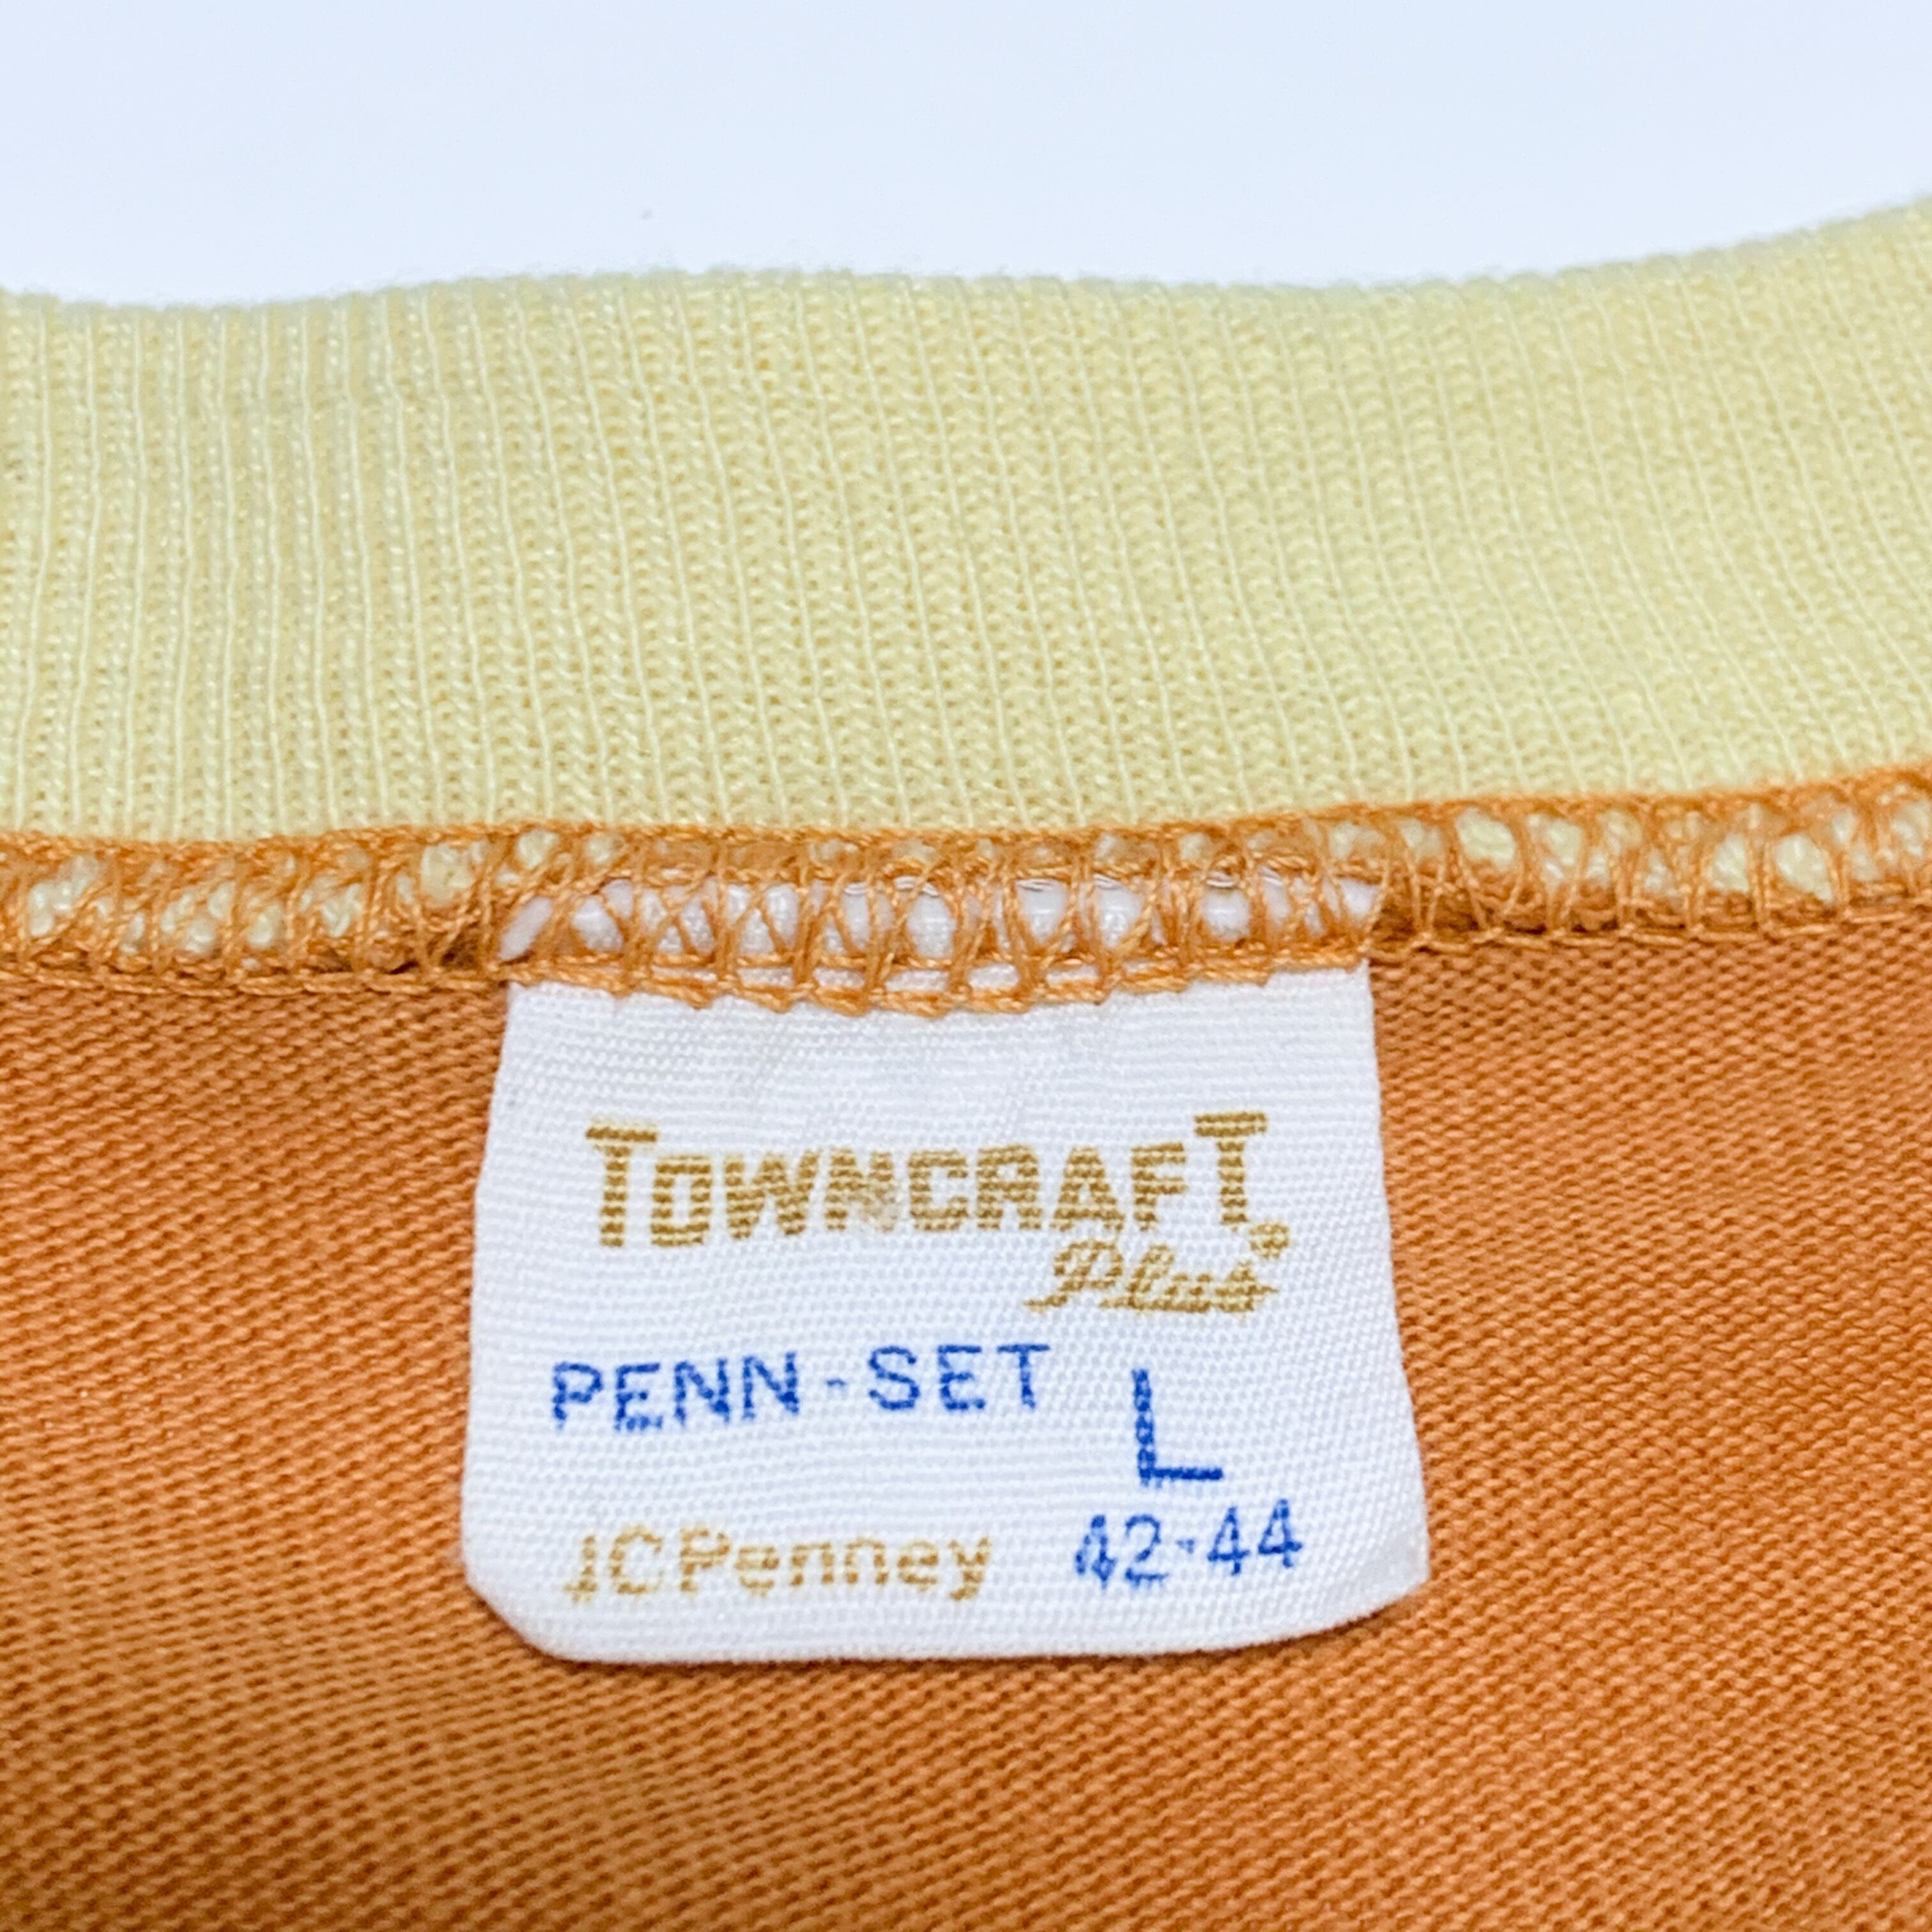 TOWNCRAFT®
Plus
PENN-SET L
JCPenney 42-44